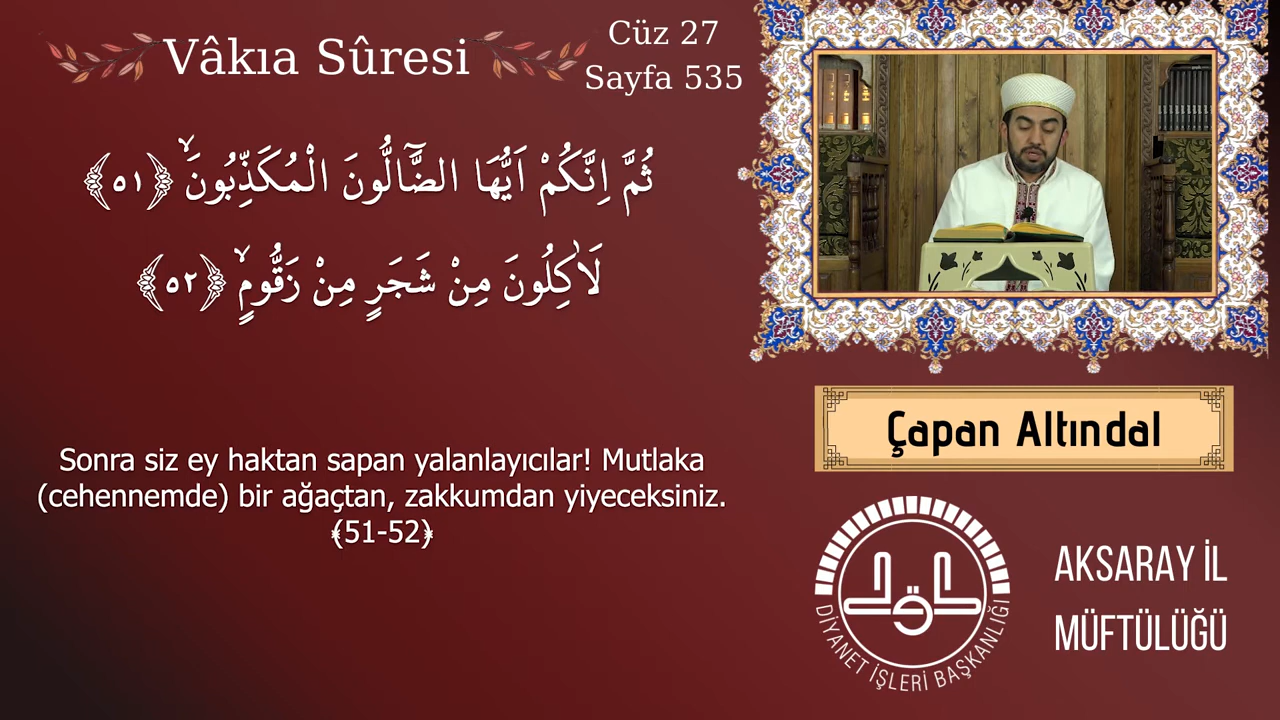 Vâkıa Sûresi
Cüz 27
Sayfa 535
ثُمَّ اِنَّكُمْ اَيُّهَا الضَّٓالُّونَ الْمُكَذِّبُونَۙ ﴿٥١﴾
لَاٰكِلُونَ مِنْ شَجَرٍ مِنْ زَقُّومٍۙ ﴿٥٢﴾
Sonra siz ey haktan sapan yalanlayıcılar! Mutlaka
(cehennemde) bir ağaçtan, zakkumdan yiyeceksiniz.
﴾51-52﴿
Çapan Altındal
DİYANET İŞLERİ BAŞKANLIĞI
AKSARAY İL
MÜFTÜLÜĞÜ